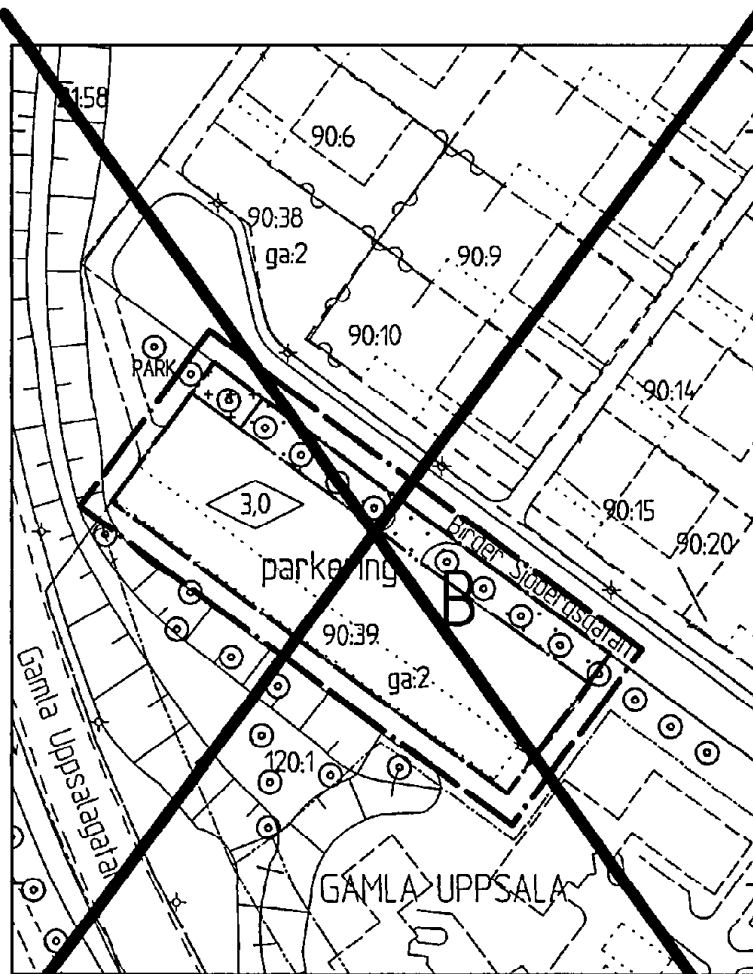 21:58
90:6
90:38
ga:2
90:9
90:10
PARK
90:14
3,0
90:15
90:20
Birger Sjöbergsgatan
parkering
B
90:39
ga:2
Gamla Uppsalagatan
120:1
GAMLA UPPSALA